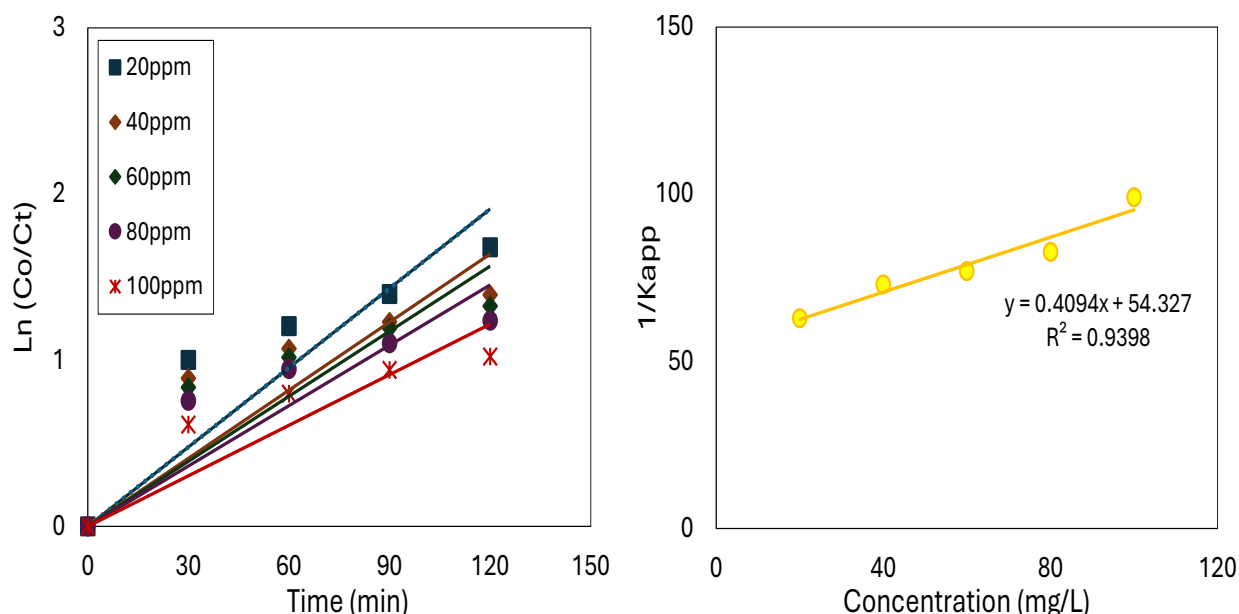 3
2
1
0
Ln (Co/Ct)
20ppm
40ppm
60ppm
80ppm
100ppm
0 30 60 90 120 150
Time (min)
150
100
50
0
1/Kapp
y = 0.4094x + 54.327
R² = 0.9398
0 40 80 120
Concentration (mg/L)